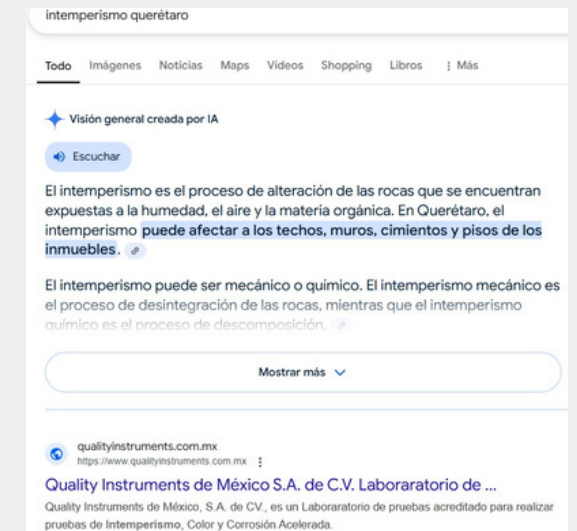 intemperismo querétaro
Todo Imágenes Noticias Maps Videos Shopping Libros ⋮ Más
Visión general creada por IA
Escuchar
El intemperismo es el proceso de alteración de las rocas que se encuentran
expuestas a la humedad, el aire y la materia orgánica. En Querétaro, el
intemperismo puede afectar a los techos, muros, cimientos y pisos de los
inmuebles.
El intemperismo puede ser mecánico o químico. El intemperismo mecánico es
el proceso de desintegración de las rocas, mientras que el intemperismo
químico es el proceso de descomposición.
Mostrar más
qualityinstruments.com.mx
https://www.qualityinstruments.com.mx ⋮
Quality Instruments de México S.A. de C.V. Laboraratorio de ...
Quality Instruments de México, S.A. de CV., es un Laboratorio de pruebas acreditado para realizar
pruebas de Intemperismo, Color y Corrosión Acelerada.